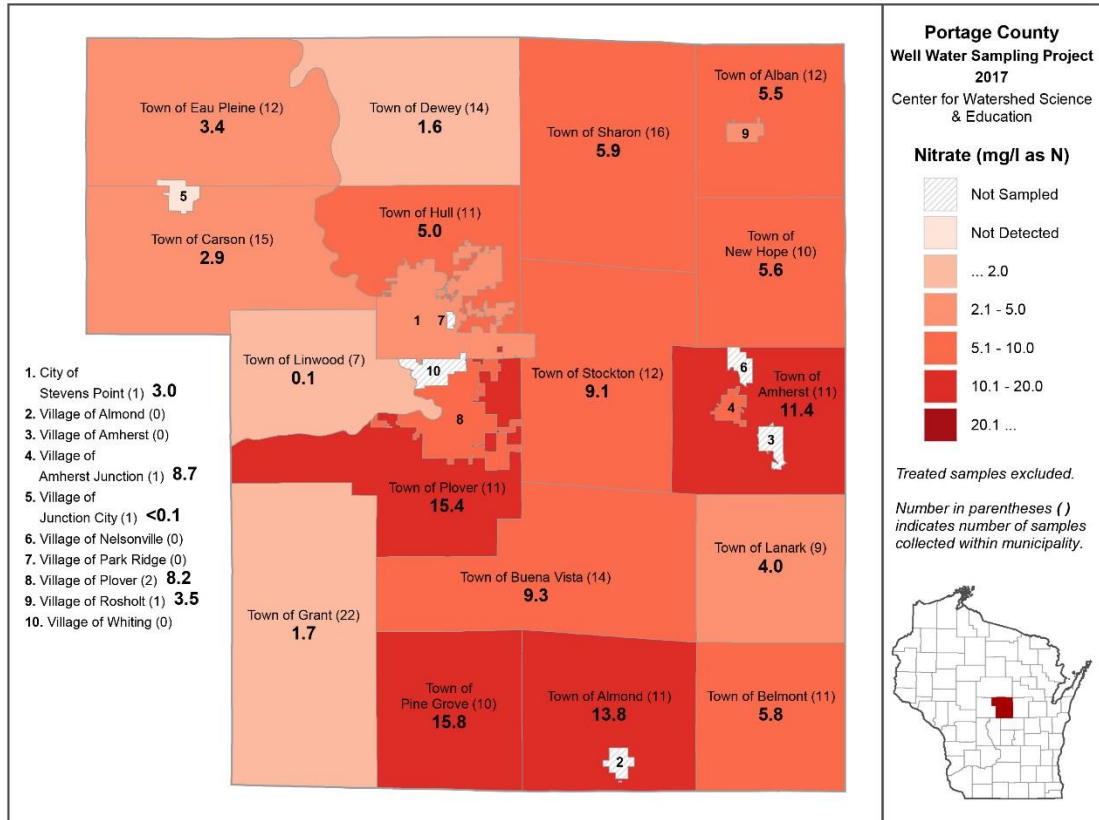 Town of Eau Pleine (12)
3.4
Town of Dewey (14)
1.6
Town of Sharon (16)
5.9
Town of Alban (12)
5.5
9
5
Town of Carson (15)
2.9
Town of Hull (11)
5.0
Town of
New Hope (10)
5.6
1
7
Town of Linwood (7)
0.1
10
Town of Stockton (12)
9.1
6
Town of
Amherst (11)
11.4
4
3
8
Town of Plover (11)
15.4
Town of Buena Vista (14)
9.3
Town of Lanark (9)
4.0
Town of Grant (22)
1.7
Town of
Pine Grove (10)
15.8
Town of Almond (11)
13.8
2
Town of Belmont (11)
5.8
1. City of
Stevens Point (1) 3.0
2. Village of Almond (0)
3. Village of Amherst (0)
4. Village of
Amherst Junction (1) 8.7
5. Village of
Junction City (1) <0.1
6. Village of Nelsonville (0)
7. Village of Park Ridge (0)
8. Village of Plover (2) 8.2
9. Village of Rosholt (1) 3.5
10. Village of Whiting (0)
Portage County
Well Water Sampling Project
2017
Center for Watershed Science
& Education
Nitrate (mg/l as N)
Not Sampled
Not Detected
... 2.0
2.1 - 5.0
5.1 - 10.0
10.1 - 20.0
20.1 ...
Treated samples excluded.
Number in parentheses ( )
indicates number of samples
collected within municipality.